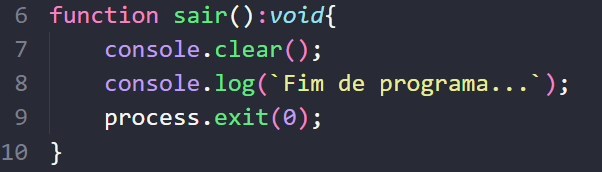 6 function sair():void{
7 console.clear();
8 console.log(`Fim de programa...`);
9 process.exit(0);
10 }